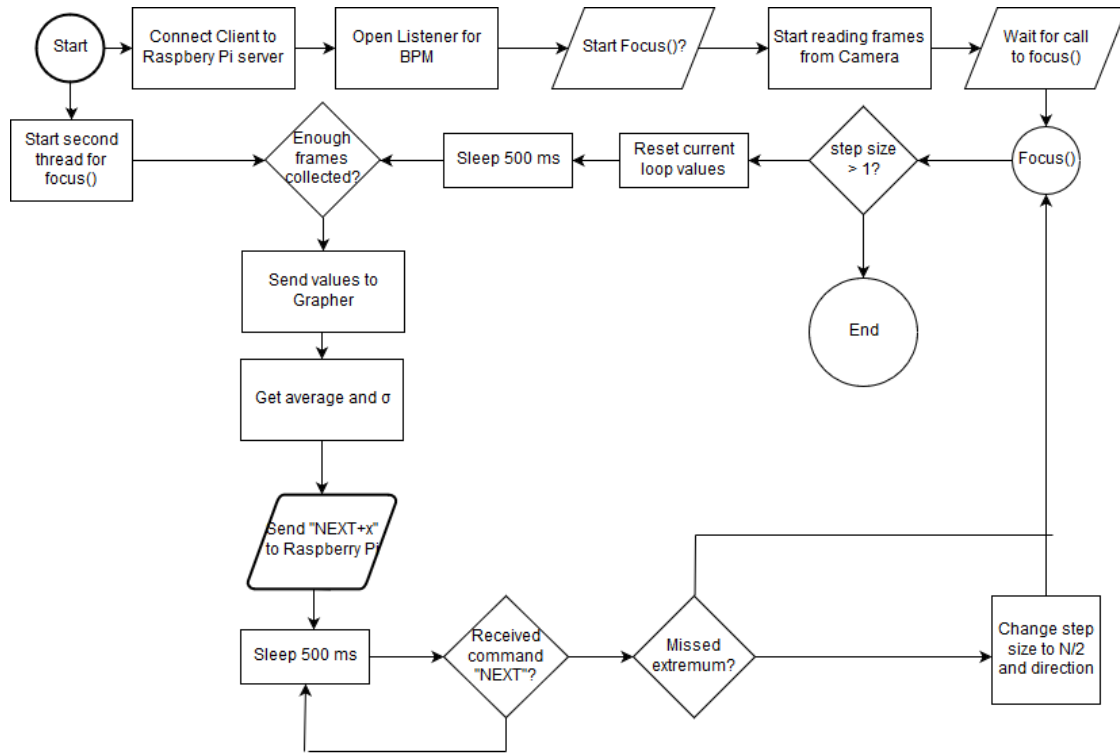 Start
Connect Client to
Raspbery Pi server
Open Listener for
BPM
Start Focus()?
Start reading frames
from Camera
Wait for call
to focus()
Start second
thread for
focus()
Enough
frames
collected?
Sleep 500 ms
Reset current
loop values
step size
> 1?
Focus()
Send values to
Grapher
End
Get average and σ
Send "NEXT+x"
to Raspberry Pi
Sleep 500 ms
Received
command
"NEXT"?
Missed
extremum?
Change step
size to N/2
and direction